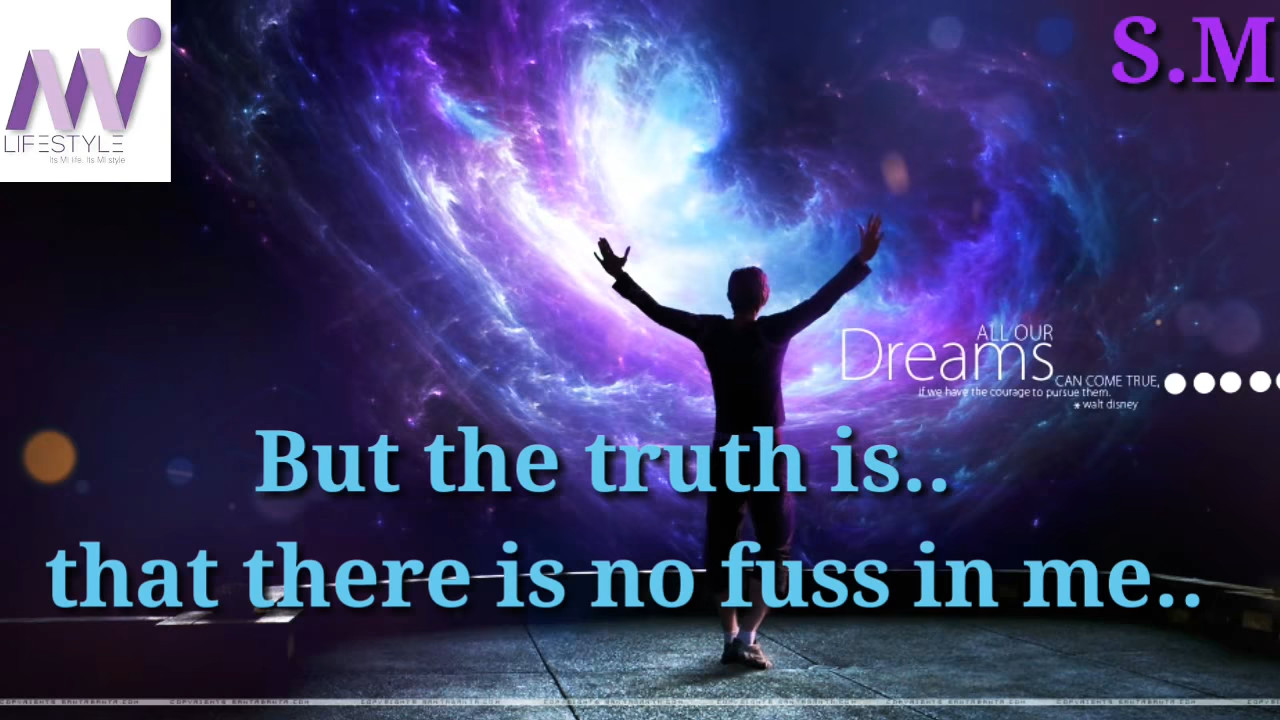 Mi
LIFESTYLE
Its Mi life. Its Mi style
S.M
ALL OUR
Dreams
CAN COME TRUE,
if we have the courage to pursue them.
* walt disney
But the truth is..
that there is no fuss in me..